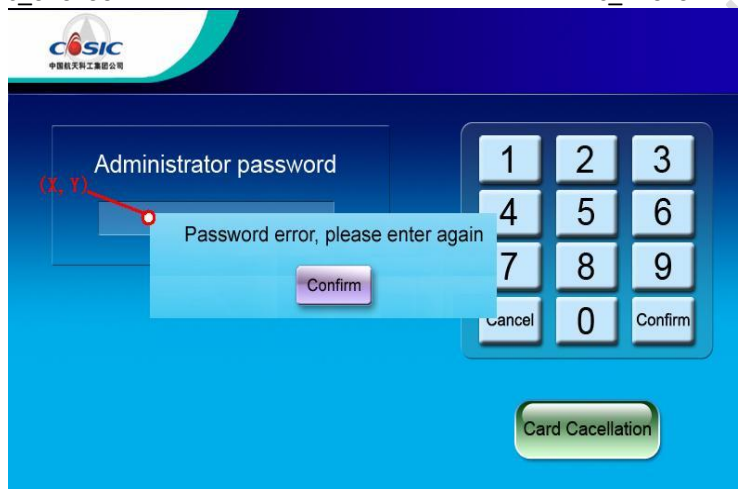 CASIC
中国航天科工集团公司
Administrator password
(X, Y)
Password error, please enter again
Confirm
1 2 3
4 5 6
7 8 9
Cancel 0 Confirm
Card Cacellation